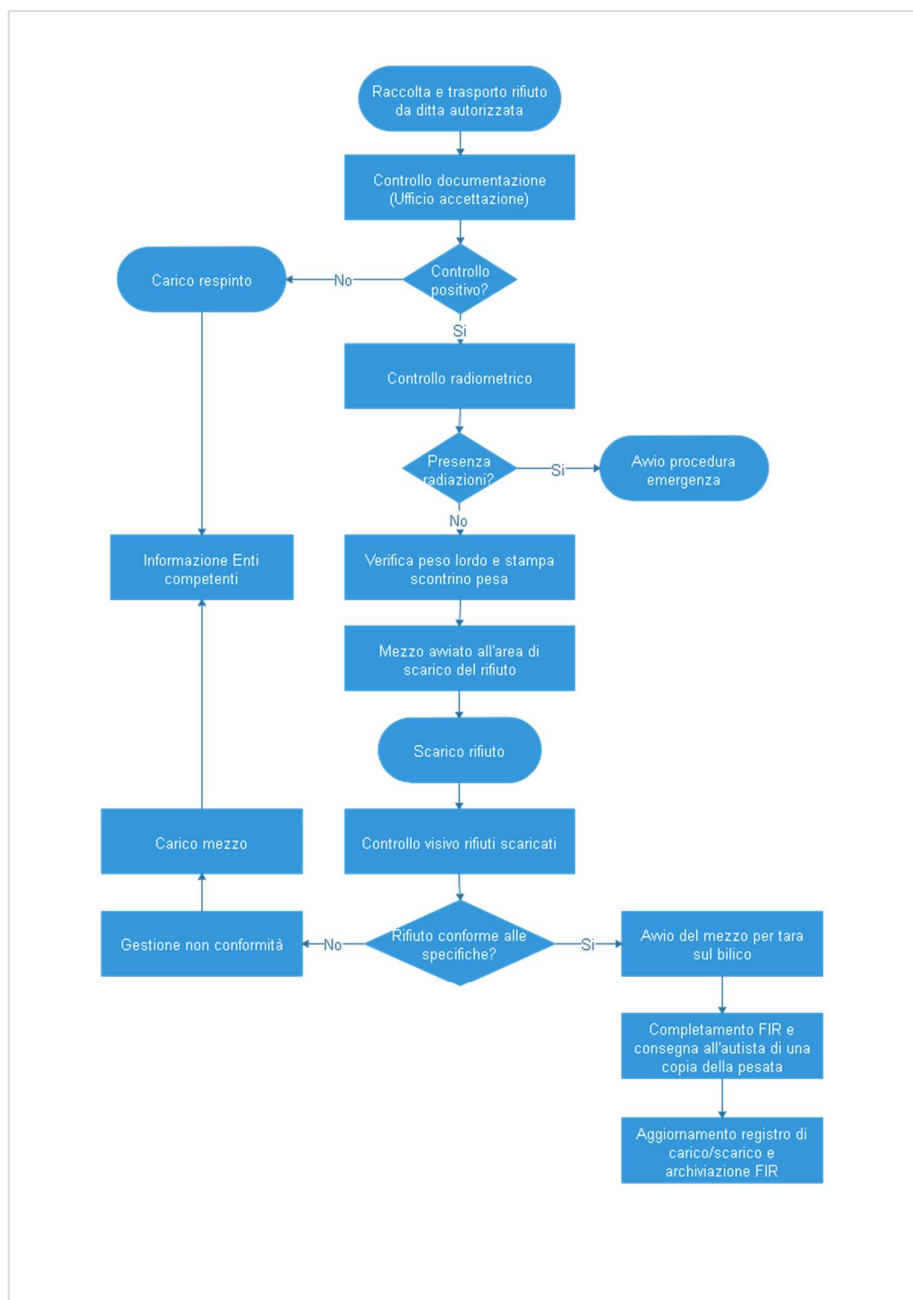 Raccolta e trasporto rifiuto
da ditta autorizzata
Controllo documentazione
(Ufficio accettazione)
Controllo
positivo?
No
Carico respinto
Si
Controllo radiometrico
Presenza
radiazioni?
Si
Avvio procedura
emergenza
No
Informazione Enti
competenti
Verifica peso lordo e stampa
scontrino pesa
Mezzo avviato all'area di
scarico del rifiuto
Scarico rifiuto
Carico mezzo
Controllo visivo rifiuti scaricati
Gestione non conformità
No
Rifiuto conforme alle
specifiche?
Si
Avvio del mezzo per tara
sul bilico
Completamento FIR e
consegna all'autista di una
copia della pesata
Aggiornamento registro di
carico/scarico e
archiviazione FIR